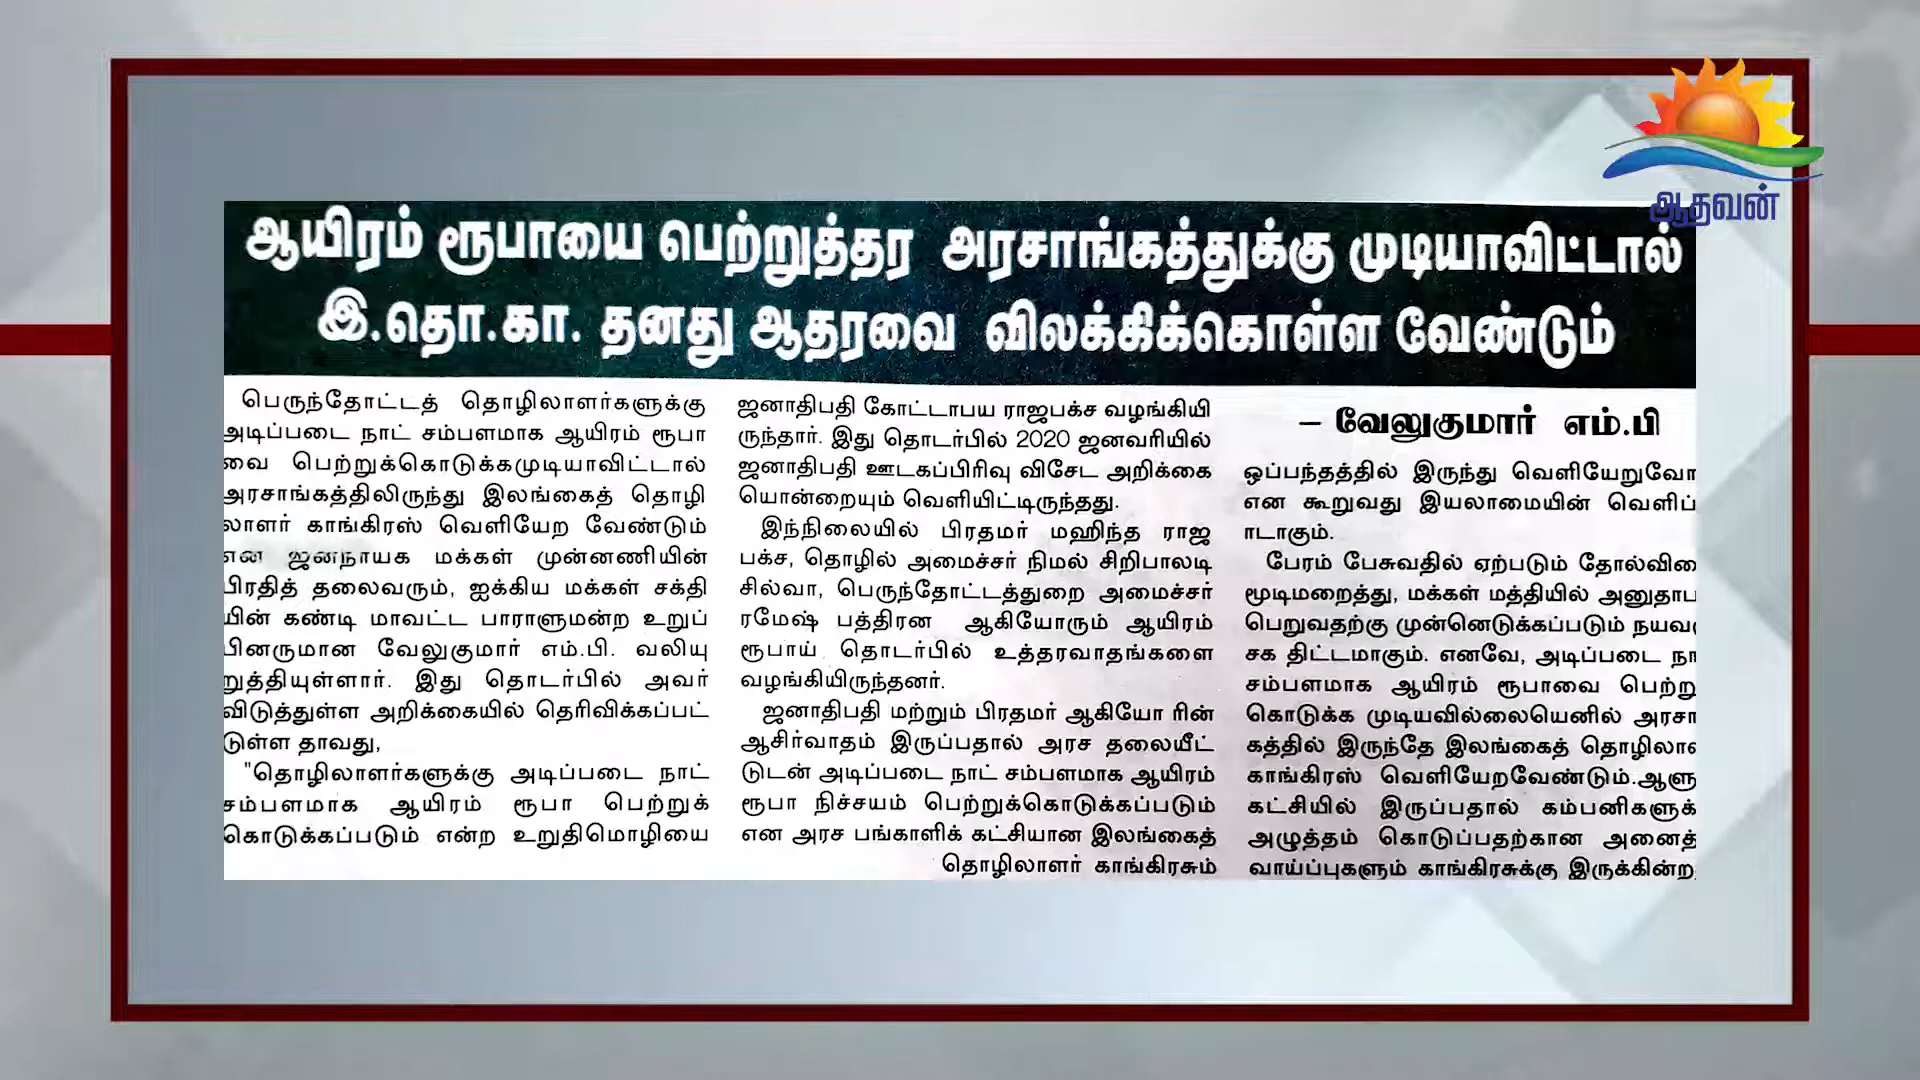 ஆதவன்
ஆயிரம் ரூபாயை பெற்றுத்தர அரசாங்கத்துக்கு முடியாவிட்டால்
இ.தொ.கா. தனது ஆதரவை விலக்கிக்கொள்ள வேண்டும்
பெருந்தோட்டத் தொழிலாளர்களுக்கு
அடிப்படை நாட் சம்பளமாக ஆயிரம் ரூபா
வை பெற்றுக்கொடுக்கமுடியாவிட்டால்
அரசாங்கத்திலிருந்து இலங்கைத் தொழி
லாளர் காங்கிரஸ் வெளியேற வேண்டும்
என ஜனநாயக மக்கள் முன்னணியின்
பிரதித் தலைவரும், ஐக்கிய மக்கள் சக்தி
யின் கண்டி மாவட்ட பாராளுமன்ற உறுப்
பினருமான வேலுகுமார் எம்.பி. வலியு
றுத்தியுள்ளார். இது தொடர்பில் அவர்
விடுத்துள்ள அறிக்கையில் தெரிவிக்கப்பட்
டுள்ள தாவது,
"தொழிலாளர்களுக்கு அடிப்படை நாட்
சம்பளமாக ஆயிரம் ரூபா பெற்றுக்
கொடுக்கப்படும் என்ற உறுதிமொழியை
ஜனாதிபதி கோட்டாபய ராஜபக்ச வழங்கியி
ருந்தார். இது தொடர்பில் 2020 ஜனவரியில்
ஜனாதிபதி ஊடகப்பிரிவு விசேட அறிக்கை
யொன்றையும் வெளியிட்டிருந்தது.
இந்நிலையில் பிரதமர் மஹிந்த ராஜ
பக்ச, தொழில் அமைச்சர் நிமல் சிறிபாலடி
சில்வா, பெருந்தோட்டத்துறை அமைச்சர்
ரமேஷ் பத்திரன ஆகியோரும் ஆயிரம்
ரூபாய் தொடர்பில் உத்தரவாதங்களை
வழங்கியிருந்தனர்.
ஜனாதிபதி மற்றும் பிரதமர் ஆகியோ ரின்
ஆசிர்வாதம் இருப்பதால் அரச தலையீட்
டுடன் அடிப்படை நாட் சம்பளமாக ஆயிரம்
ரூபா நிச்சயம் பெற்றுக்கொடுக்கப்படும்
என அரச பங்காளிக் கட்சியான இலங்கைத்
தொழிலாளர் காங்கிரசும்
– வேலுகுமார் எம்.பி
ஒப்பந்தத்தில் இருந்து வெளியேறுவோ
என கூறுவது இயலாமையின் வெளிப்
ாடாகும்.
பேரம் பேசுவதில் ஏற்படும் தோல்வியை
மூடிமறைத்து, மக்கள் மத்தியில் அனுதாப
பெறுவதற்கு முன்னெடுக்கப்படும் நயவ
சக திட்டமாகும். எனவே, அடிப்படை நா
சம்பளமாக ஆயிரம் ரூபாவை பெற்று
கொடுக்க முடியவில்லையெனில் அரசா
கத்தில் இருந்தே இலங்கைத் தொழிலா
காங்கிரஸ் வெளியேறவேண்டும்.ஆளு
கட்சியில் இருப்பதால் கம்பனிகளுக்
அழுத்தம் கொடுப்பதற்கான அனைத்
வாய்ப்புகளும் காங்கிரசுக்கு இருக்கின்ற